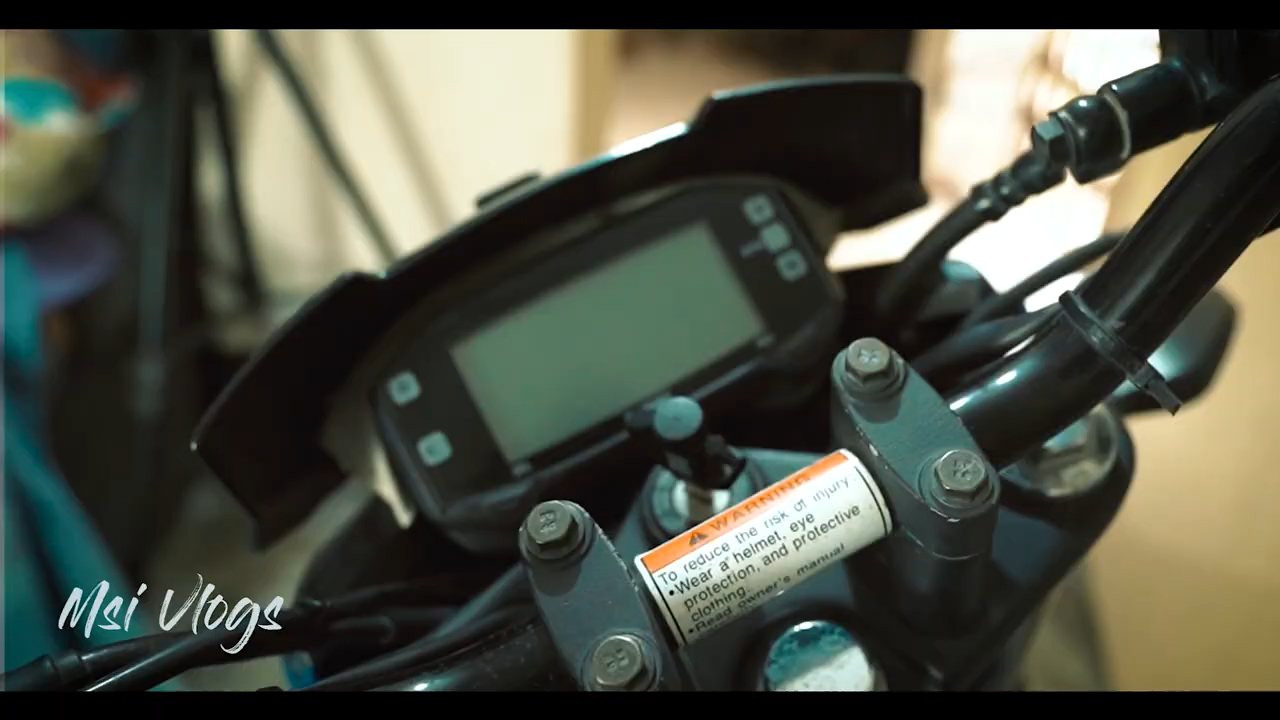 WARNING
To reduce the risk of injury
•Wear a helmet, eye
protection, and protective
clothing.
•Read owner's manual
Msi Vlogs